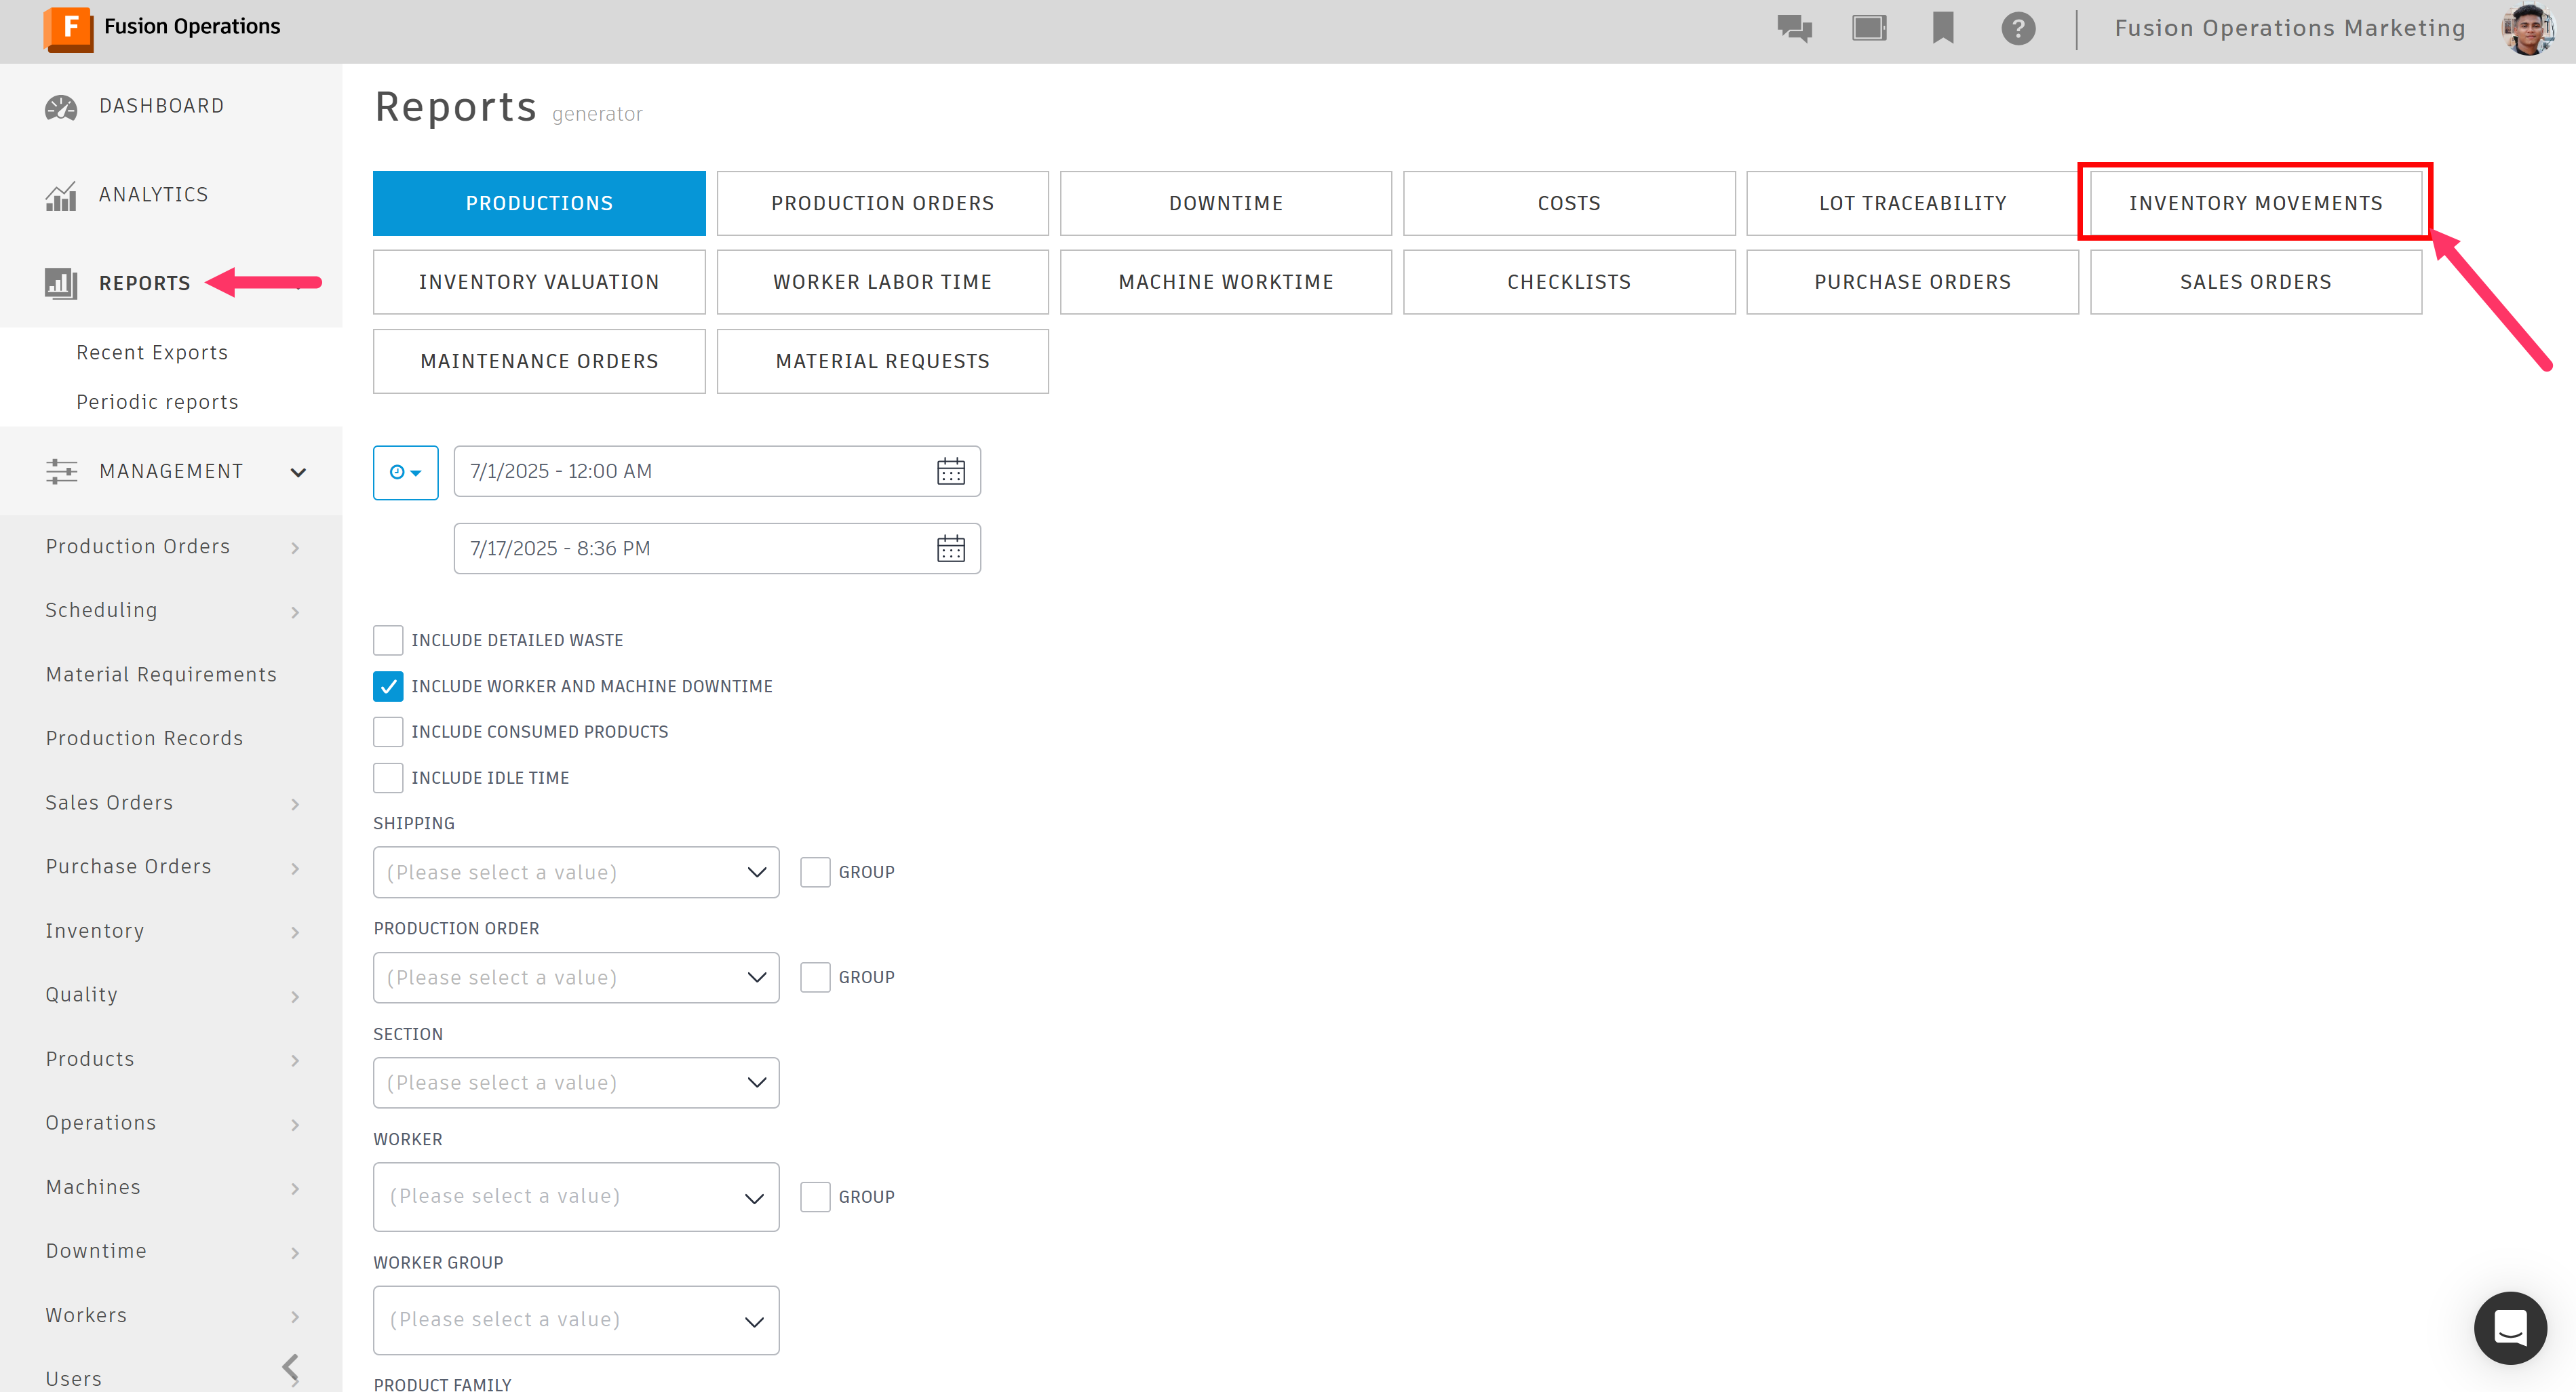 F Fusion Operations
? Fusion Operations Marketing
DASHBOARD
ANALYTICS
REPORTS
Recent Exports
Periodic reports
MANAGEMENT
Production Orders
Scheduling
Material Requirements
Production Records
Sales Orders
Purchase Orders
Inventory
Quality
Products
Operations
Machines
Downtime
Workers
Users
Reports generator
PRODUCTIONS
PRODUCTION ORDERS
DOWNTIME
COSTS
LOT TRACEABILITY
INVENTORY MOVEMENTS
INVENTORY VALUATION
WORKER LABOR TIME
MACHINE WORKTIME
CHECKLISTS
PURCHASE ORDERS
SALES ORDERS
MAINTENANCE ORDERS
MATERIAL REQUESTS
7/1/2025 - 12:00 AM
7/17/2025 - 8:36 PM
INCLUDE DETAILED WASTE
INCLUDE WORKER AND MACHINE DOWNTIME
INCLUDE CONSUMED PRODUCTS
INCLUDE IDLE TIME
SHIPPING
(Please select a value)
GROUP
PRODUCTION ORDER
(Please select a value)
GROUP
SECTION
(Please select a value)
WORKER
(Please select a value)
GROUP
WORKER GROUP
(Please select a value)
PRODUCT FAMILY